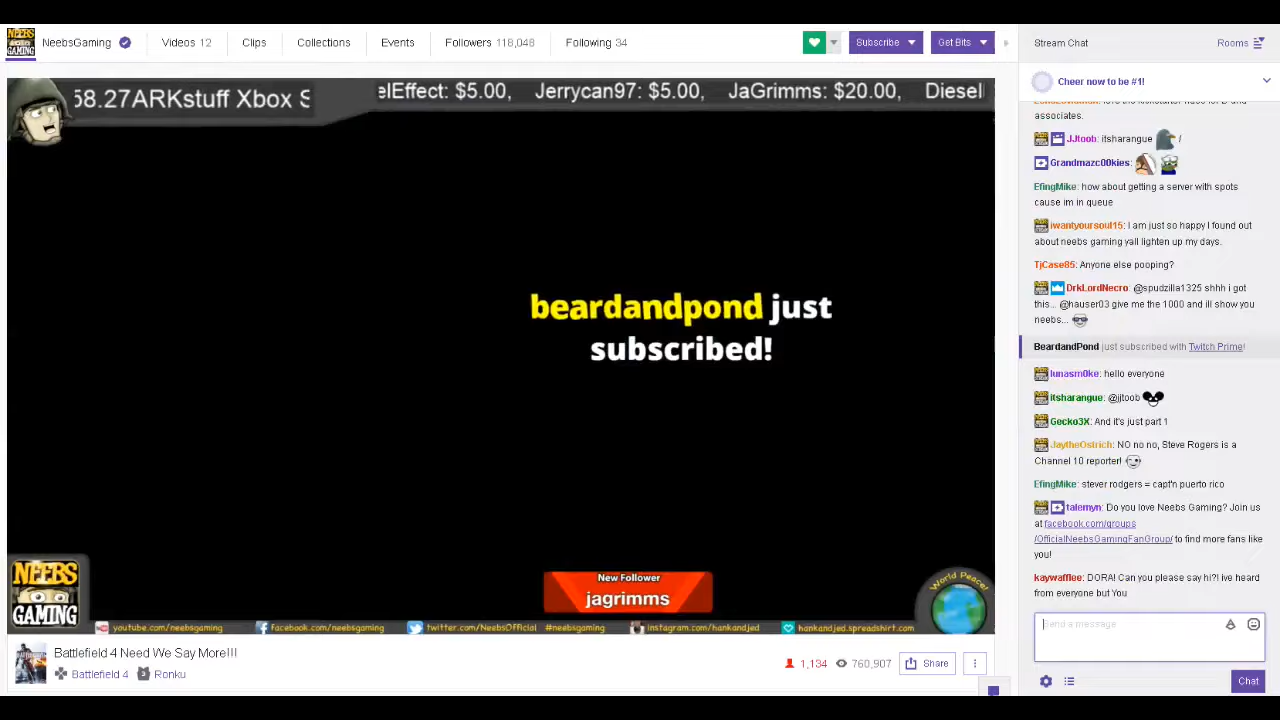 NeebsGaming Videos 12 Clips Collections Events Followers 118,048 Following 34 Subscribe Get Bits
58.27ARKstuff Xbox S
elEffect: $5.00, Jerrycan97: $5.00, JaGrimms: $20.00, Diesel
beardandpond just
subscribed!
NEEBS
GAMING
New Follower
jagrimms
World Peace!
youtube.com/neebsgaming facebook.com/neebsgaming twitter.com/NeebsOfficial #neebsgaming instagram.com/hankandjed hankandjed.spreadshirt.com
Battlefield 4 Need We Say More!!!
Battlefield 4 Ronku
1,134 760,907 Share
Stream Chat Rooms
Cheer now to be #1!
associates.
JJtoob: itsharangue /
Grandmazc00kies:
EfingMike: how about getting a server with spots
cause im in queue
iwantyoursoul15: I am just so happy I found out
about neebs gaming yall lighten up my days.
TjCase85: Anyone else pooping?
DrkLordNecro: @spudzilla1325 shhh i got
this... @hauser03 give me the 1000 and ill show you
neebs...
BeardandPond just subscribed with Twitch Prime!
lunasm0ke: hello everyone
itsharangue: @jjtoob
Gecko3X: And it's just part 1
JaytheOstrich: NO no no, Steve Rogers is a
Channel 10 reporter!
EfingMike: stever rodgers = capt'n puerto rico
talemyn: Do you love Neebs Gaming? Join us
at facebook.com/groups
/OfficialNeebsGamingFanGroup/ to find more fans like
you!
kaywafflee: DORA! Can you please say hi?! ive heard
from everyone but You
Send a message
Chat